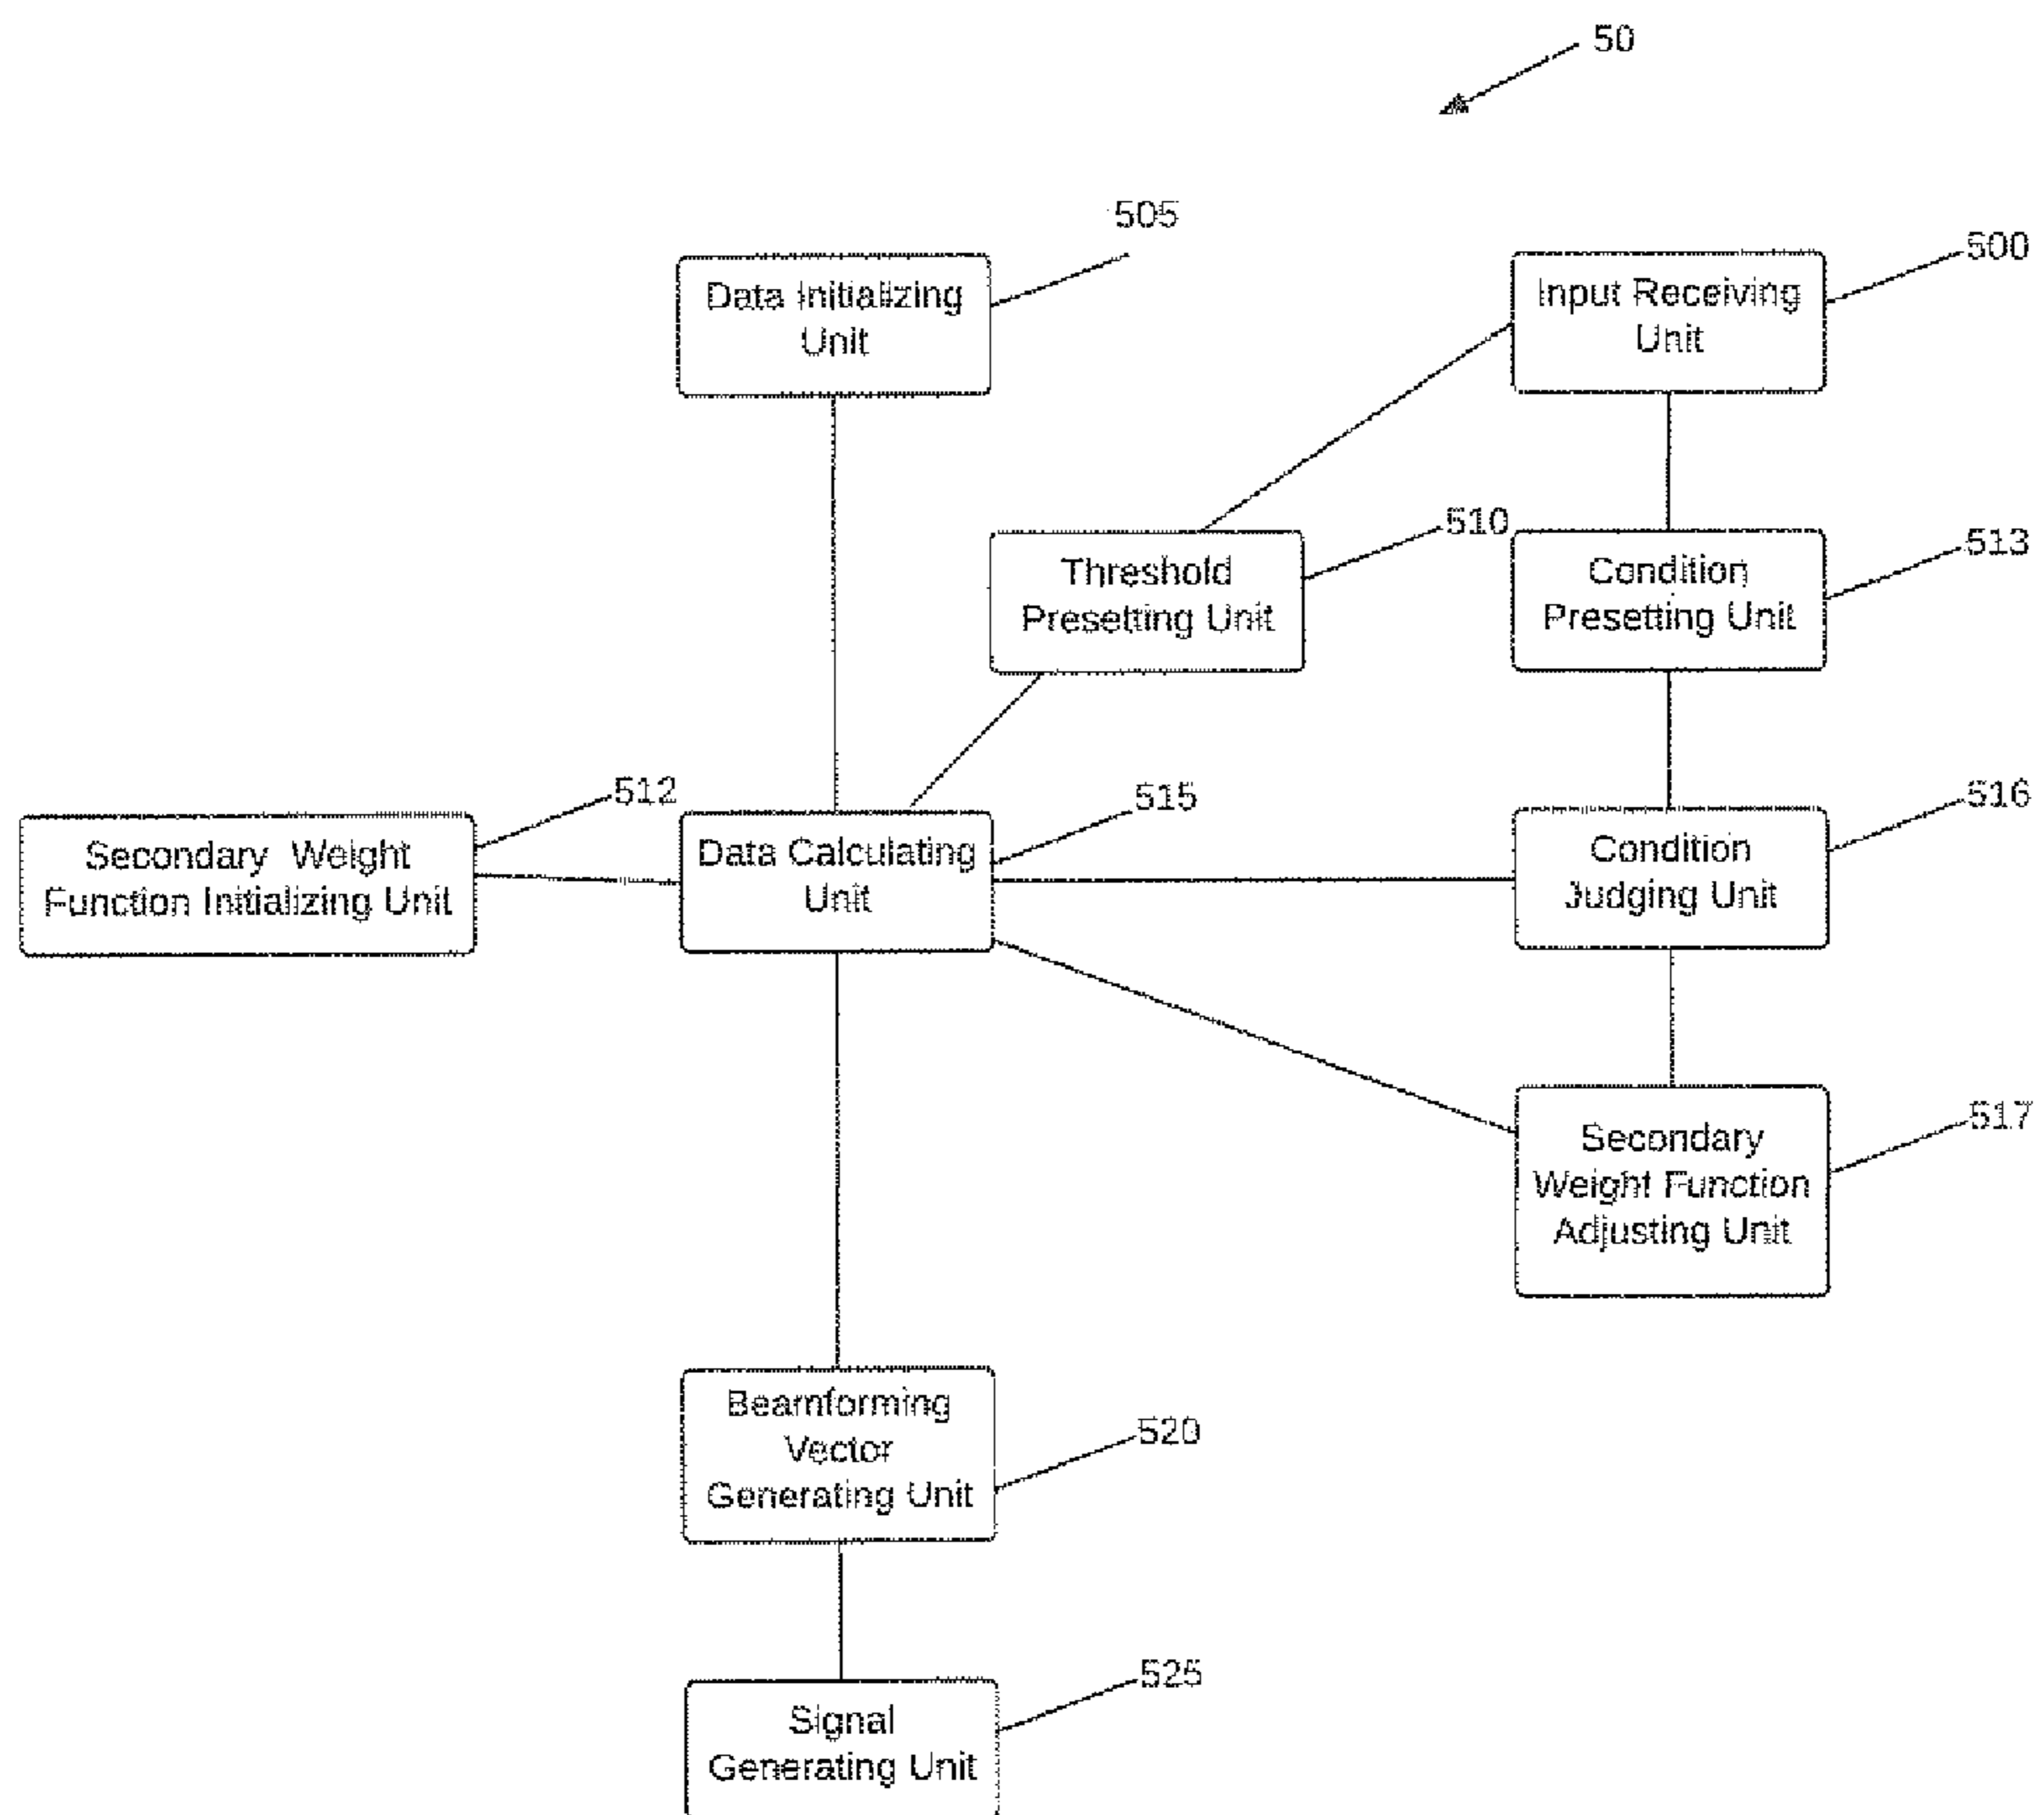 50
505
Data Initializing
Unit
500
Input Receiving
Unit
510
Threshold
Presetting Unit
513
Condition
Presetting Unit
512
Secondary Weight
Function Initializing Unit
515
Data Calculating
Unit
516
Condition
Judging Unit
517
Secondary
Weight Function
Adjusting Unit
520
Beamforming
Vector
Generating Unit
525
Signal
Generating Unit